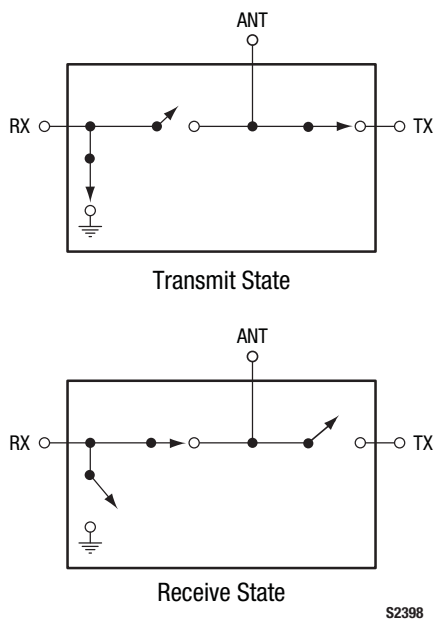 ANT
RX
TX
Transmit State
ANT
RX
TX
Receive State
S2398